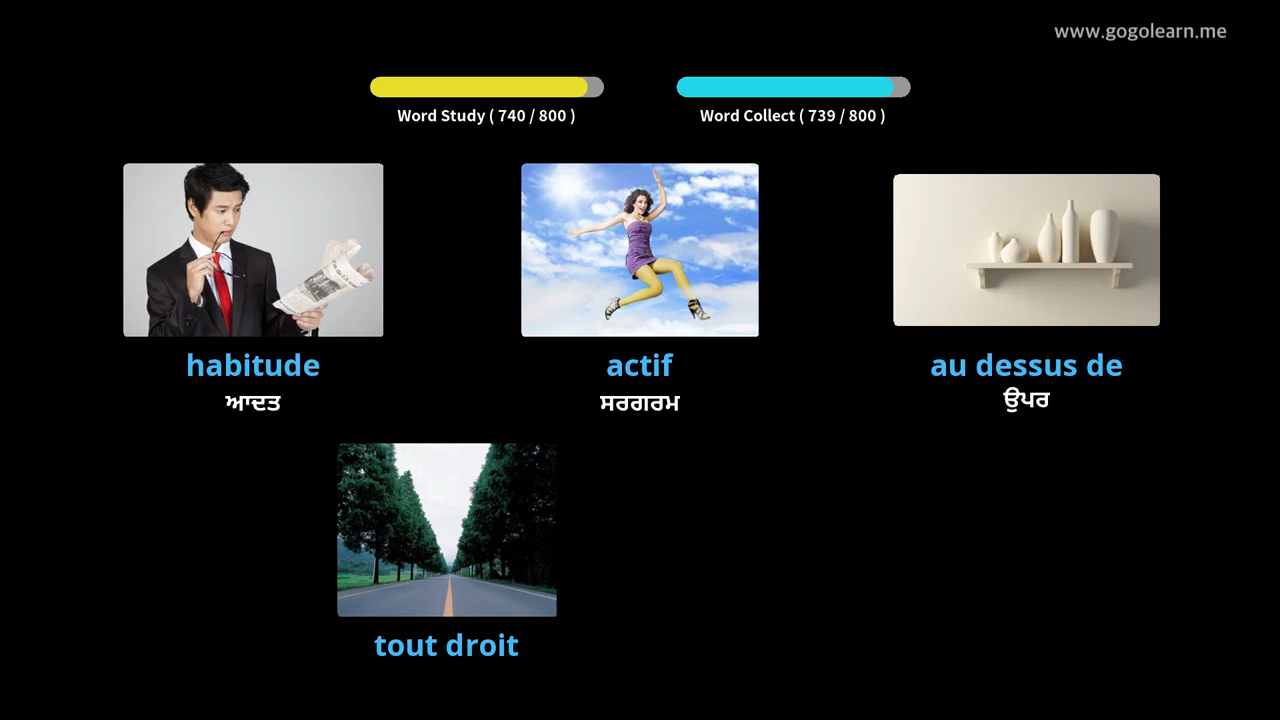 www.gogolearn.me
Word Study ( 740 / 800 )
Word Collect ( 739 / 800 )
habitude
ਆਦਤ
actif
ਸਰਗਰਮ
au dessus de
ਉਪਰ
tout droit